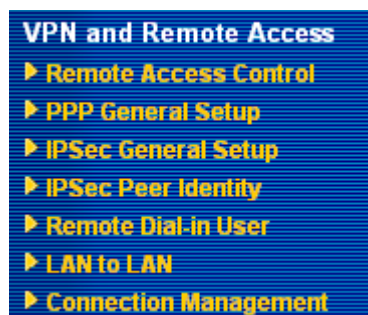 VPN and Remote Access
Remote Access Control
PPP General Setup
IPSec General Setup
IPSec Peer Identity
Remote Dial-in User
LAN to LAN
Connection Management